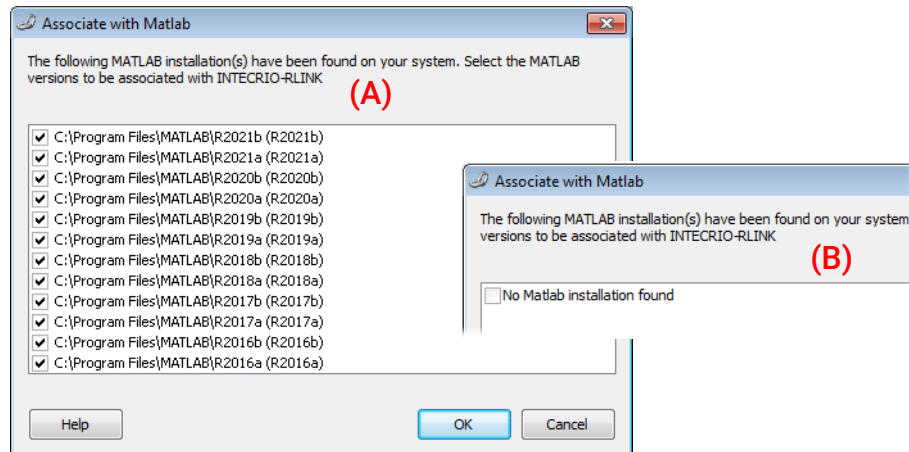 Associate with Matlab
The following MATLAB installation(s) have been found on your system. Select the MATLAB
versions to be associated with INTECRIO-RLINK
(A)
C:\Program Files\MATLAB\R2021b (R2021b)
C:\Program Files\MATLAB\R2021a (R2021a)
C:\Program Files\MATLAB\R2020b (R2020b)
C:\Program Files\MATLAB\R2020a (R2020a)
C:\Program Files\MATLAB\R2019b (R2019b)
C:\Program Files\MATLAB\R2019a (R2019a)
C:\Program Files\MATLAB\R2018b (R2018b)
C:\Program Files\MATLAB\R2018a (R2018a)
C:\Program Files\MATLAB\R2017b (R2017b)
C:\Program Files\MATLAB\R2017a (R2017a)
C:\Program Files\MATLAB\R2016b (R2016b)
C:\Program Files\MATLAB\R2016a (R2016a)
Help
OK
Cancel
Associate with Matlab
The following MATLAB installation(s) have been found on your system
versions to be associated with INTECRIO-RLINK
(B)
No Matlab installation found